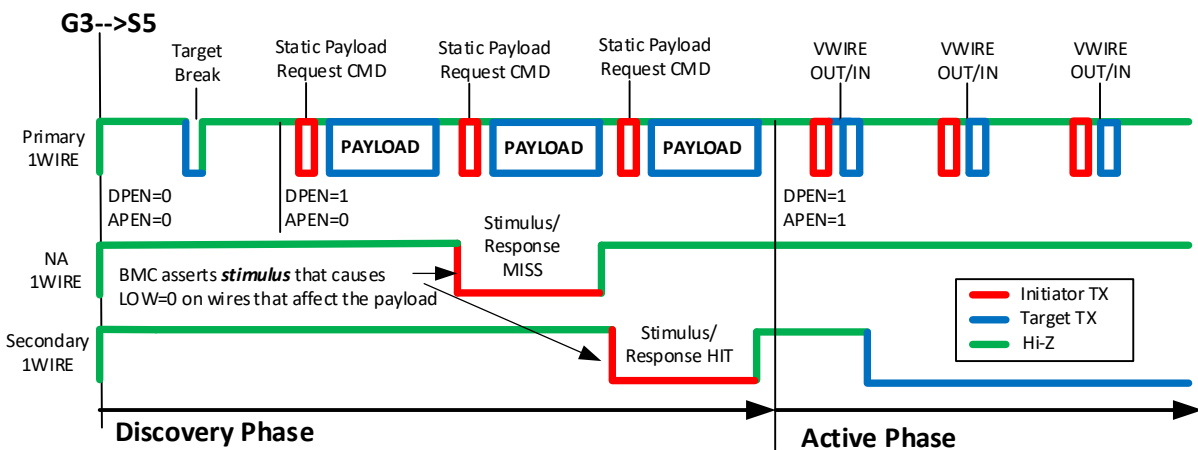 G3-->S5
Target
Break
Static Payload
Request CMD
Static Payload
Request CMD
Static Payload
Request CMD
VWIRE
OUT/IN
VWIRE
OUT/IN
VWIRE
OUT/IN
Primary
1WIRE
PAYLOAD
PAYLOAD
PAYLOAD
DPEN=0
APEN=0
DPEN=1
APEN=0
DPEN=1
APEN=1
NA
1WIRE
Stimulus/
Response
MISS
BMC asserts stimulus that causes
LOW=0 on wires that affect the payload
Initiator TX
Target TX
Hi-Z
Secondary
1WIRE
Stimulus/
Response HIT
Discovery Phase
Active Phase